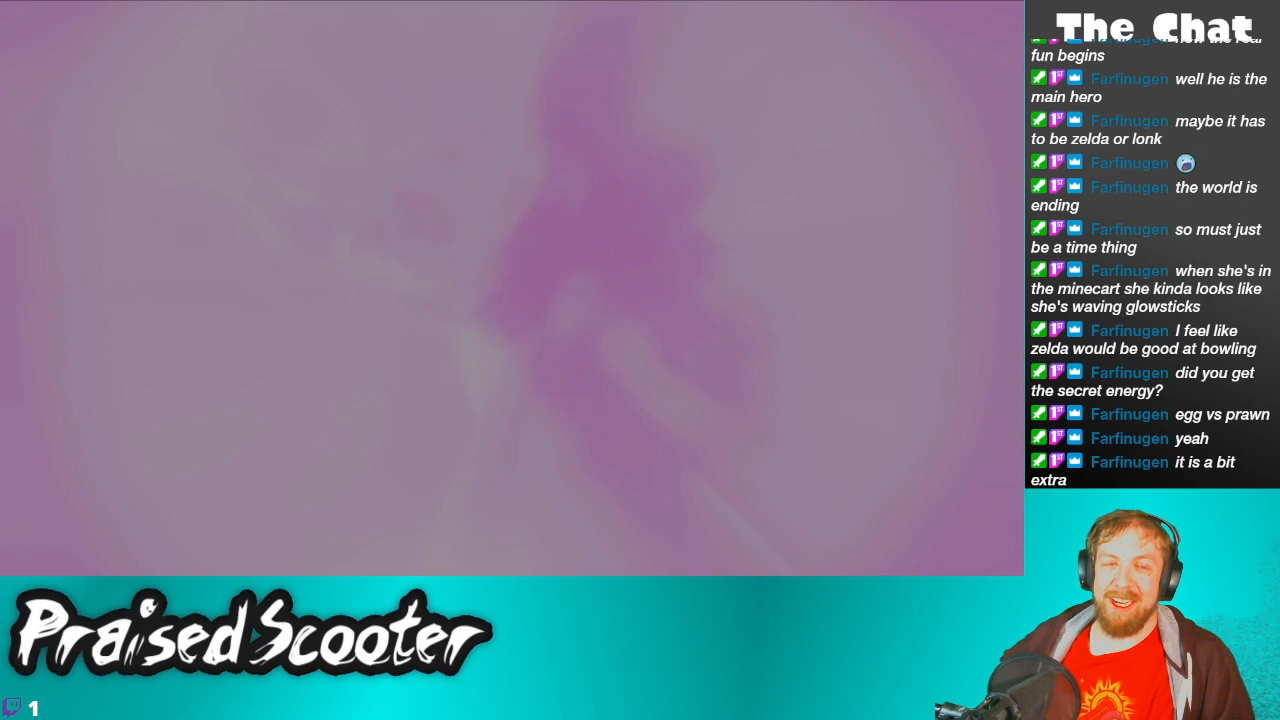 The Chat
Farfinugen
fun begins
Farfinugen well he is the
main hero
Farfinugen maybe it has
to be zelda or lonk
Farfinugen
Farfinugen the world is
ending
Farfinugen so must just
be a time thing
Farfinugen when she's in
the minecart she kinda looks like
she's waving glowsticks
Farfinugen I feel like
zelda would be good at bowling
Farfinugen did you get
the secret energy?
Farfinugen egg vs prawn
Farfinugen yeah
Farfinugen it is a bit
extra
PraisedScooter
1